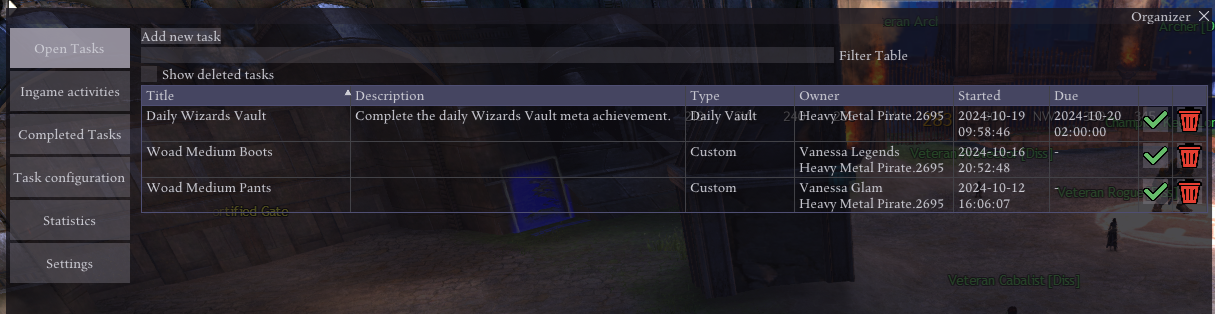 Organizer
Open Tasks
Ingame activities
Completed Tasks
Task configuration
Statistics
Settings
Add new task
Filter Table
Show deleted tasks
Title Description Type Owner Started Due
Daily Wizards Vault Complete the daily Wizards Vault meta achievement. Daily Vault Heavy Metal Pirate.2695 2024-10-19 2024-10-20
09:58:46 02:00:00
Woad Medium Boots Custom Vanessa Legends 2024-10-16 -
Heavy Metal Pirate.2695 20:52:48
Woad Medium Pants Custom Vanessa Glam 2024-10-12 -
Heavy Metal Pirate.2695 16:06:07
Veteran Cabalist [Diss]